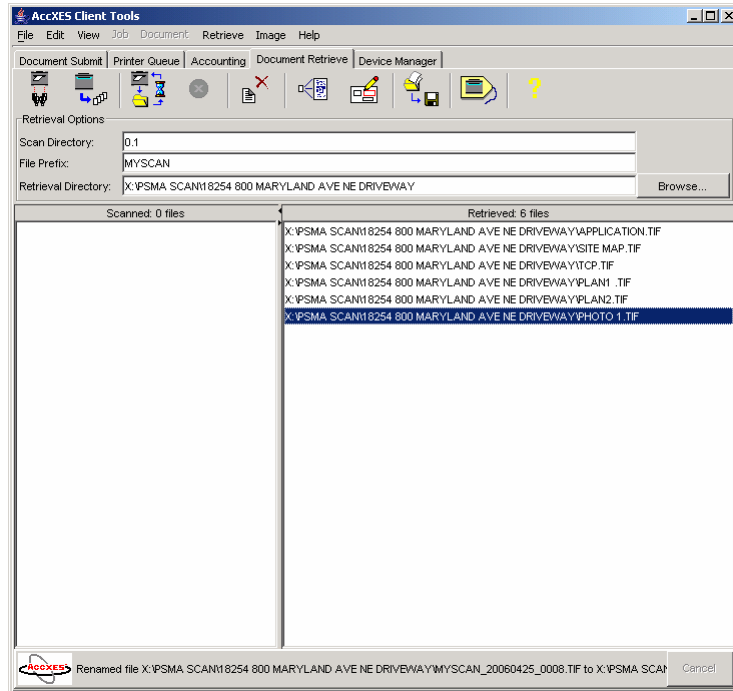 AccXES Client Tools
File Edit View Job Document Retrieve Image Help
Document Submit Printer Queue Accounting Document Retrieve Device Manager
?
Retrieval Options
Scan Directory: 0.1
File Prefix: MYSCAN
Retrieval Directory: X:\PSMA SCAN\18254 800 MARYLAND AVE NE DRIVEWAY Browse...
Scanned: 0 files Retrieved: 6 files
X:\PSMA SCAN\18254 800 MARYLAND AVE NE DRIVEWAY\APPLICATION.TIF
X:\PSMA SCAN\18254 800 MARYLAND AVE NE DRIVEWAY\SITE MAP.TIF
X:\PSMA SCAN\18254 800 MARYLAND AVE NE DRIVEWAY\TCP.TIF
X:\PSMA SCAN\18254 800 MARYLAND AVE NE DRIVEWAY\PLAN1 .TIF
X:\PSMA SCAN\18254 800 MARYLAND AVE NE DRIVEWAY\PLAN2.TIF
X:\PSMA SCAN\18254 800 MARYLAND AVE NE DRIVEWAY\PHOTO 1.TIF
AccXES Renamed file X:\PSMA SCAN\18254 800 MARYLAND AVE NE DRIVEWAY\MYSCAN_20060425_0008.TIF to X:\PSMA SCAN Cancel